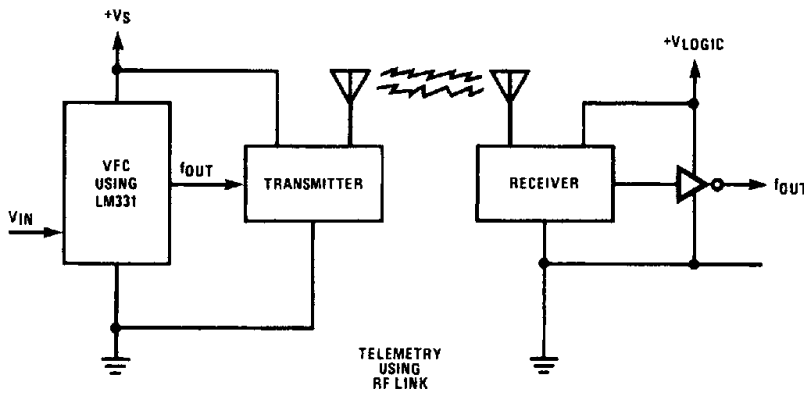 +VS
+VLOGIC
VFC
USING
LM331
fOUT
TRANSMITTER
RECEIVER
fOUT
VIN
TELEMETRY
USING
RF LINK